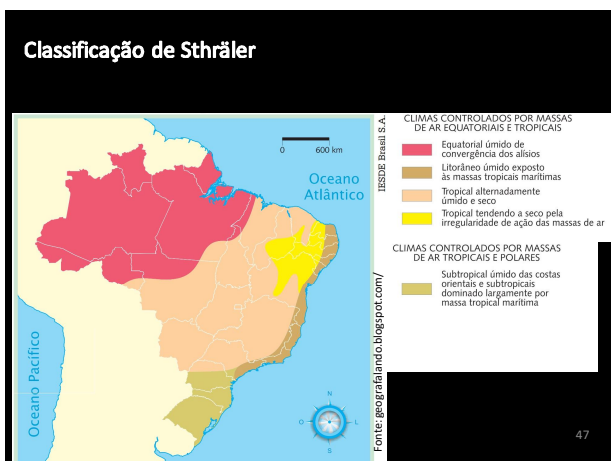 Classificação de Sthräler
IESDE Brasil S.A.
0 600 km
Oceano
Atlântico
Oceano Pacífico
N
O L
S
Fonte: geografalando.blogspot.com/
CLIMAS CONTROLADOS POR MASSAS
DE AR EQUATORIAIS E TROPICAIS
Equatorial úmido de
convergência dos alísios
Litorâneo úmido exposto
às massas tropicais marítimas
Tropical alternadamente
úmido e seco
Tropical tendendo a seco pela
irregularidade de ação das massas de ar
CLIMAS CONTROLADOS POR MASSAS
DE AR TROPICAIS E POLARES
Subtropical úmido das costas
orientais e subtropicais
dominado largamente por
massa tropical marítima
47